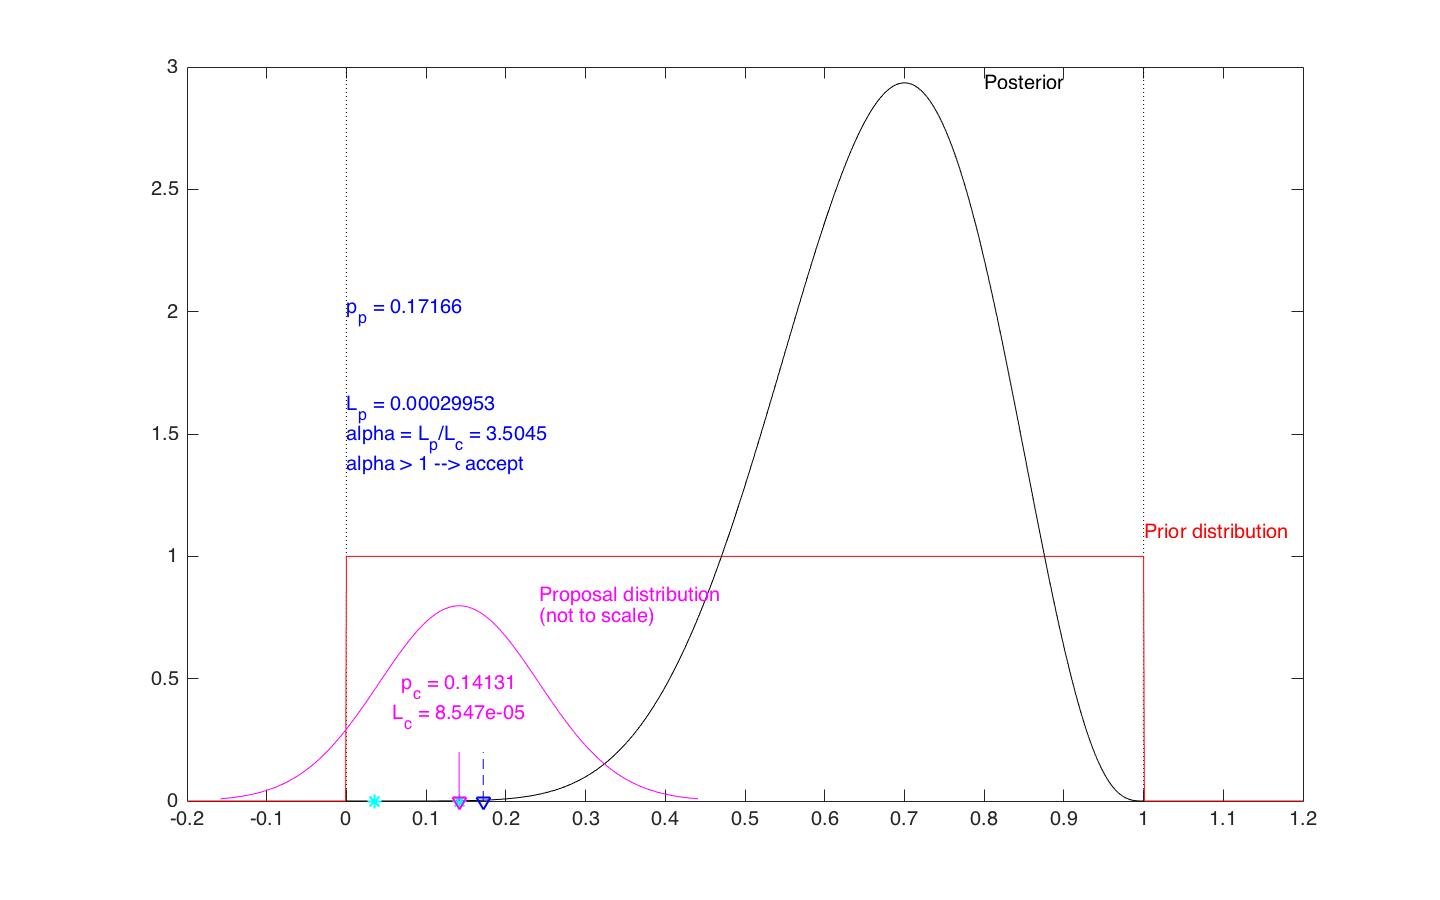 3
Posterior
2.5
2
p_p = 0.17166
L_p = 0.00029953
1.5
alpha = L_p/L_c = 3.5045
alpha > 1 --> accept
Prior distribution
1
Proposal distribution
(not to scale)
0.5
p_c = 0.14131
L_c = 8.547e-05
0
-0.2 -0.1 0 0.1 0.2 0.3 0.4 0.5 0.6 0.7 0.8 0.9 1 1.1 1.2